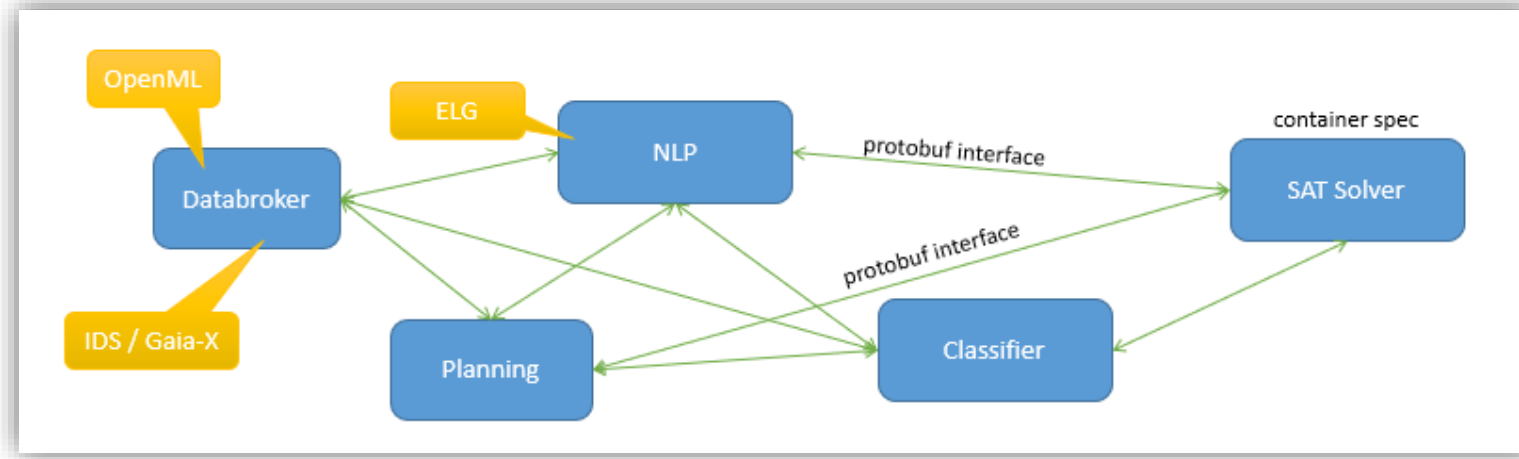 OpenML
ELG
container spec
NLP
protobuf interface
Databroker
SAT Solver
protobuf interface
IDS / Gaia-X
Planning
Classifier